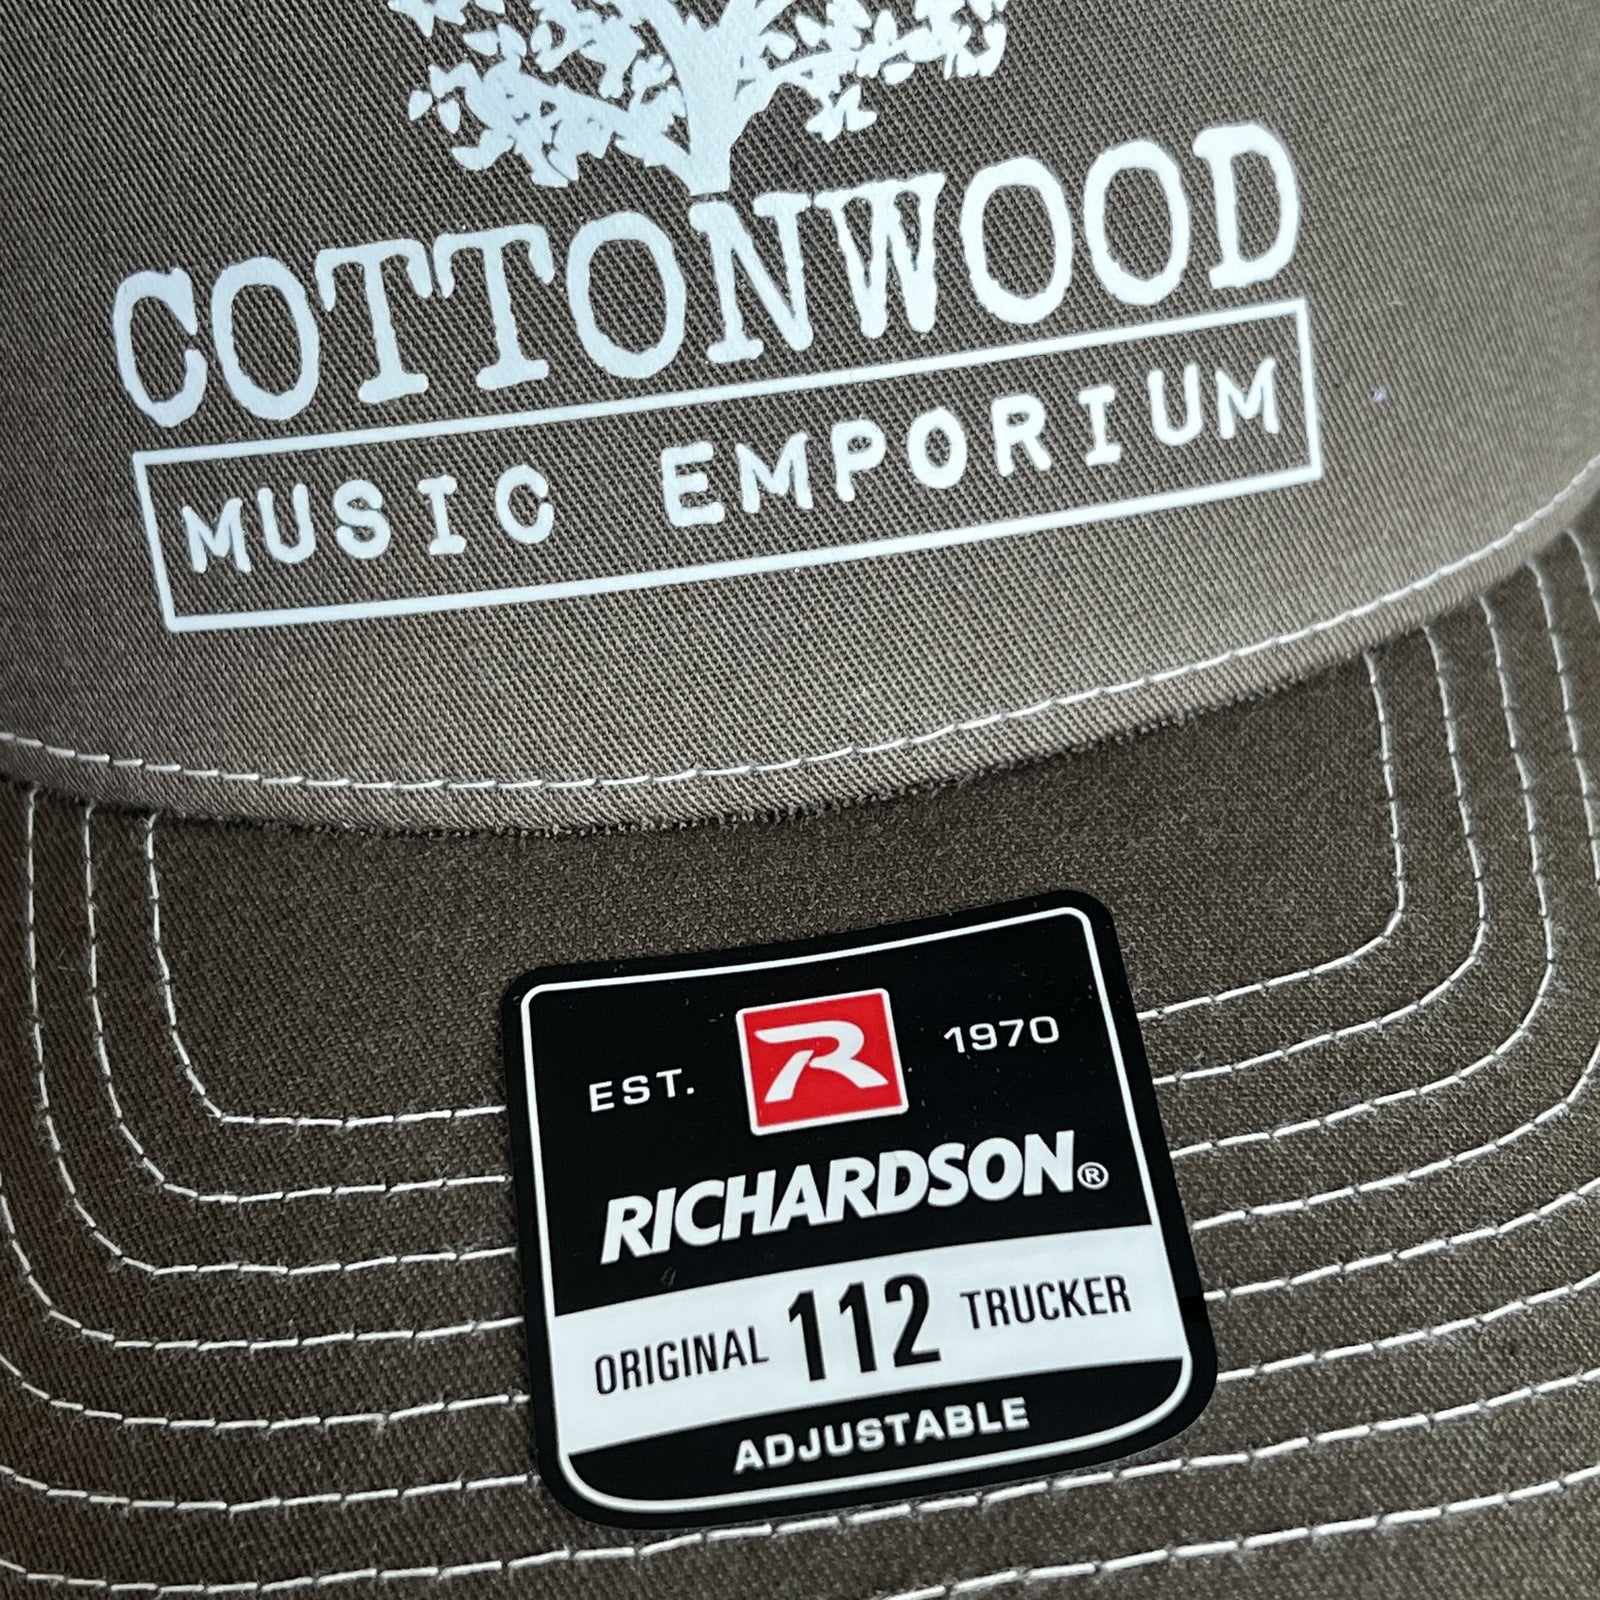 COTTONWOOD
MUSIC EMPORIUM
EST. R 1970
RICHARDSON®
ORIGINAL 112 TRUCKER
ADJUSTABLE